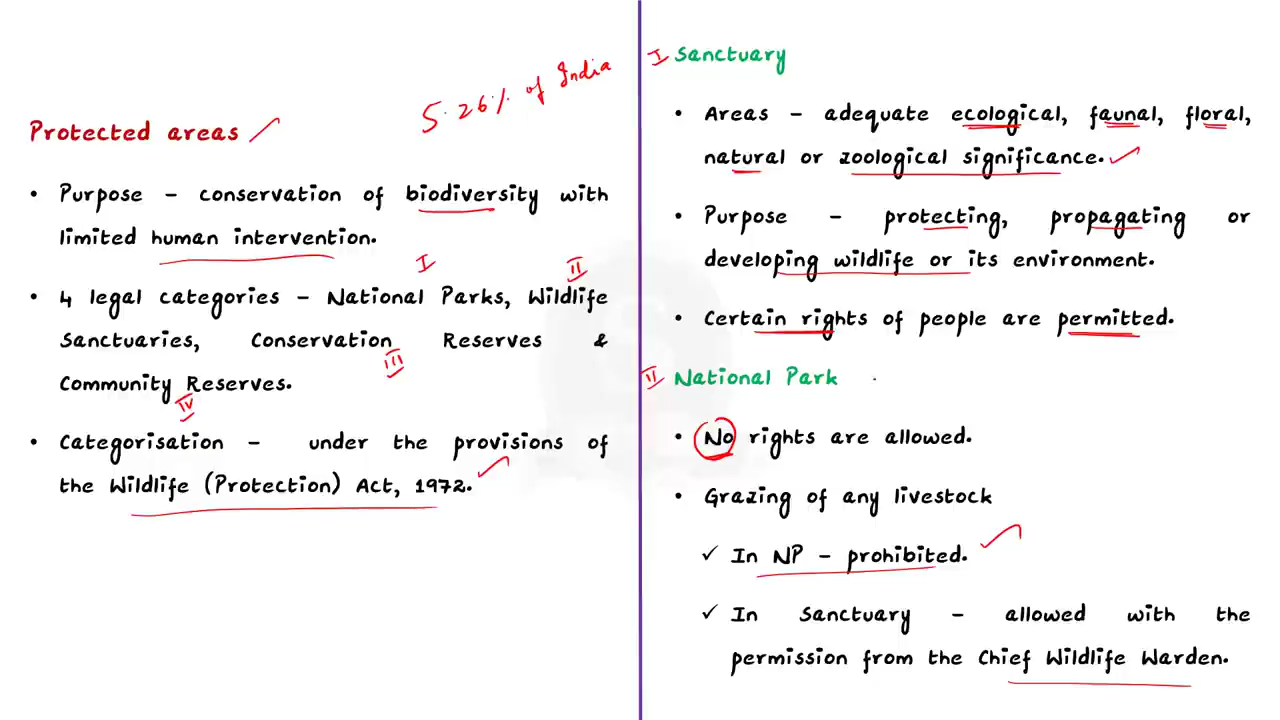 5.26% of India
Protected areas
• Purpose – conservation of biodiversity with
limited human intervention.
I
II
• 4 legal categories – National Parks, Wildlife
Sanctuaries, Conservation Reserves &
III
Community Reserves.
IV
• Categorisation – under the provisions of
the Wildlife (Protection) Act, 1972.
I Sanctuary
• Areas – adequate ecological, faunal, floral,
natural or zoological significance.
• Purpose – protecting, propagating or
developing wildlife or its environment.
• Certain rights of people are permitted.
II National Park
• No rights are allowed.
• Grazing of any livestock
✓ In NP – prohibited.
✓ In Sanctuary – allowed with the
permission from the Chief Wildlife Warden.